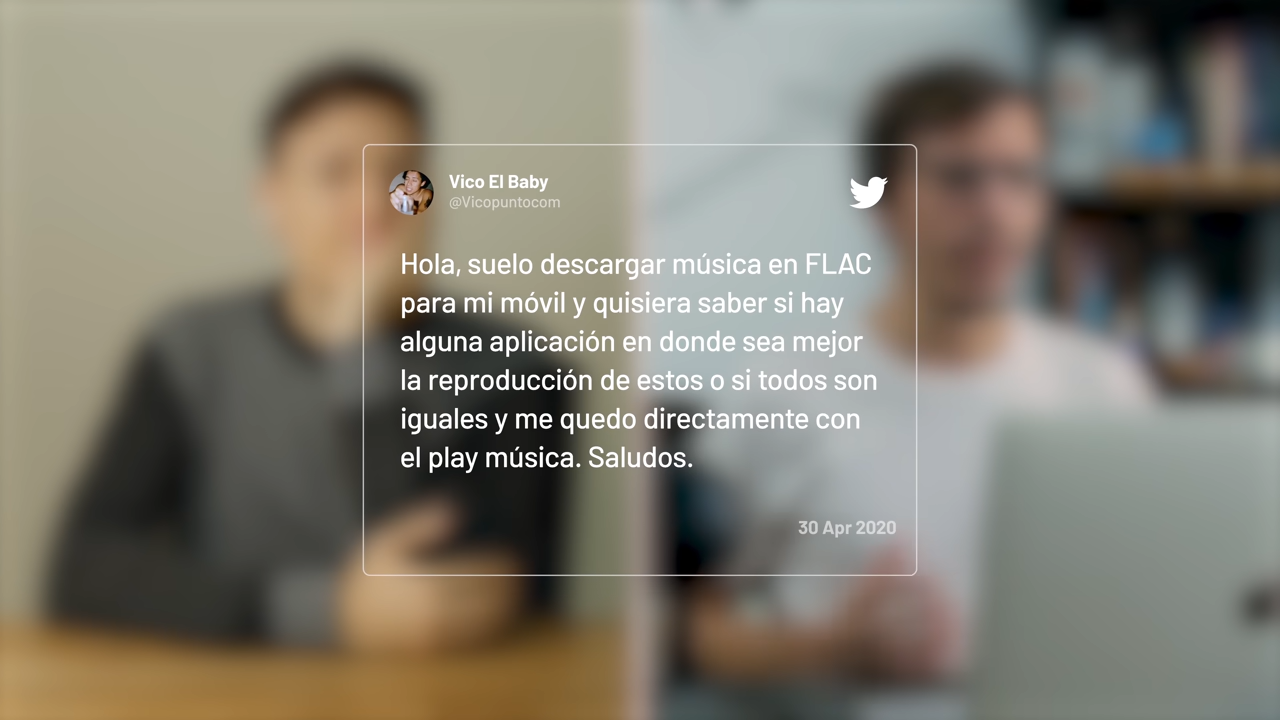 Vico El Baby
@Vicopuntocom
Hola, suelo descargar música en FLAC
para mi móvil y quisiera saber si hay
alguna aplicación en donde sea mejor
la reproducción de estos o si todos son
iguales y me quedo directamente con
el play música. Saludos.
30 Apr 2020